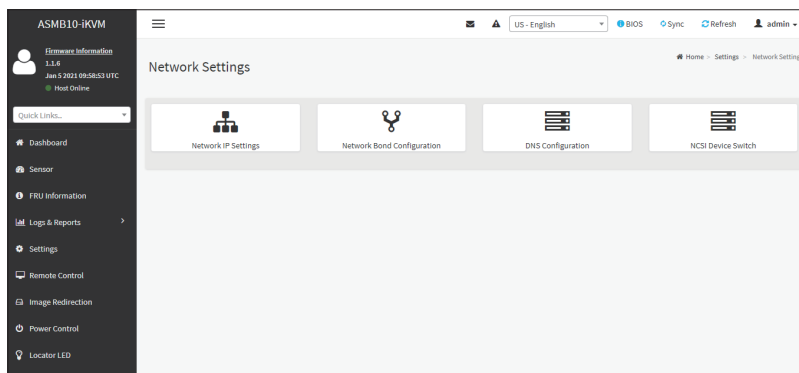 ASMB10-iKVM
US - English
BIOS
Sync
Refresh
admin
Firmware Information
1.1.6
Jan 5 2021 09:58:53 UTC
Host Online
Network Settings
Home > Settings > Network Setting
Quick Links...
Dashboard
Sensor
FRU Information
Logs & Reports
Settings
Remote Control
Image Redirection
Power Control
Locator LED
Network IP Settings
Network Bond Configuration
DNS Configuration
NCSI Device Switch